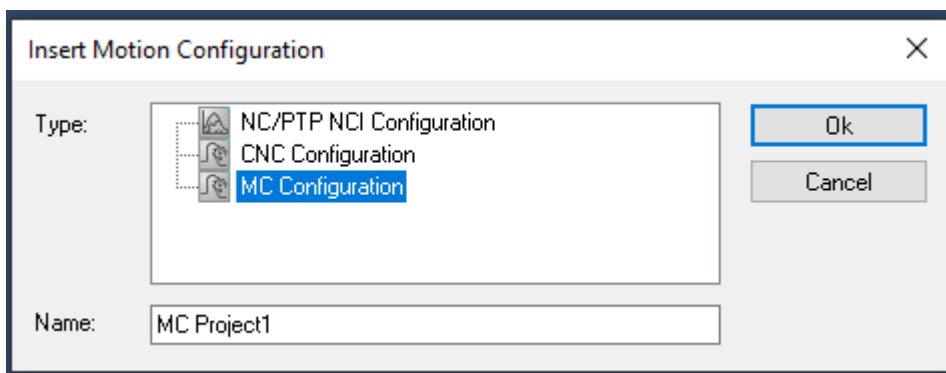 Insert Motion Configuration
Type:
NC/PTP NCI Configuration
CNC Configuration
MC Configuration
Ok
Cancel
Name:
MC Project1